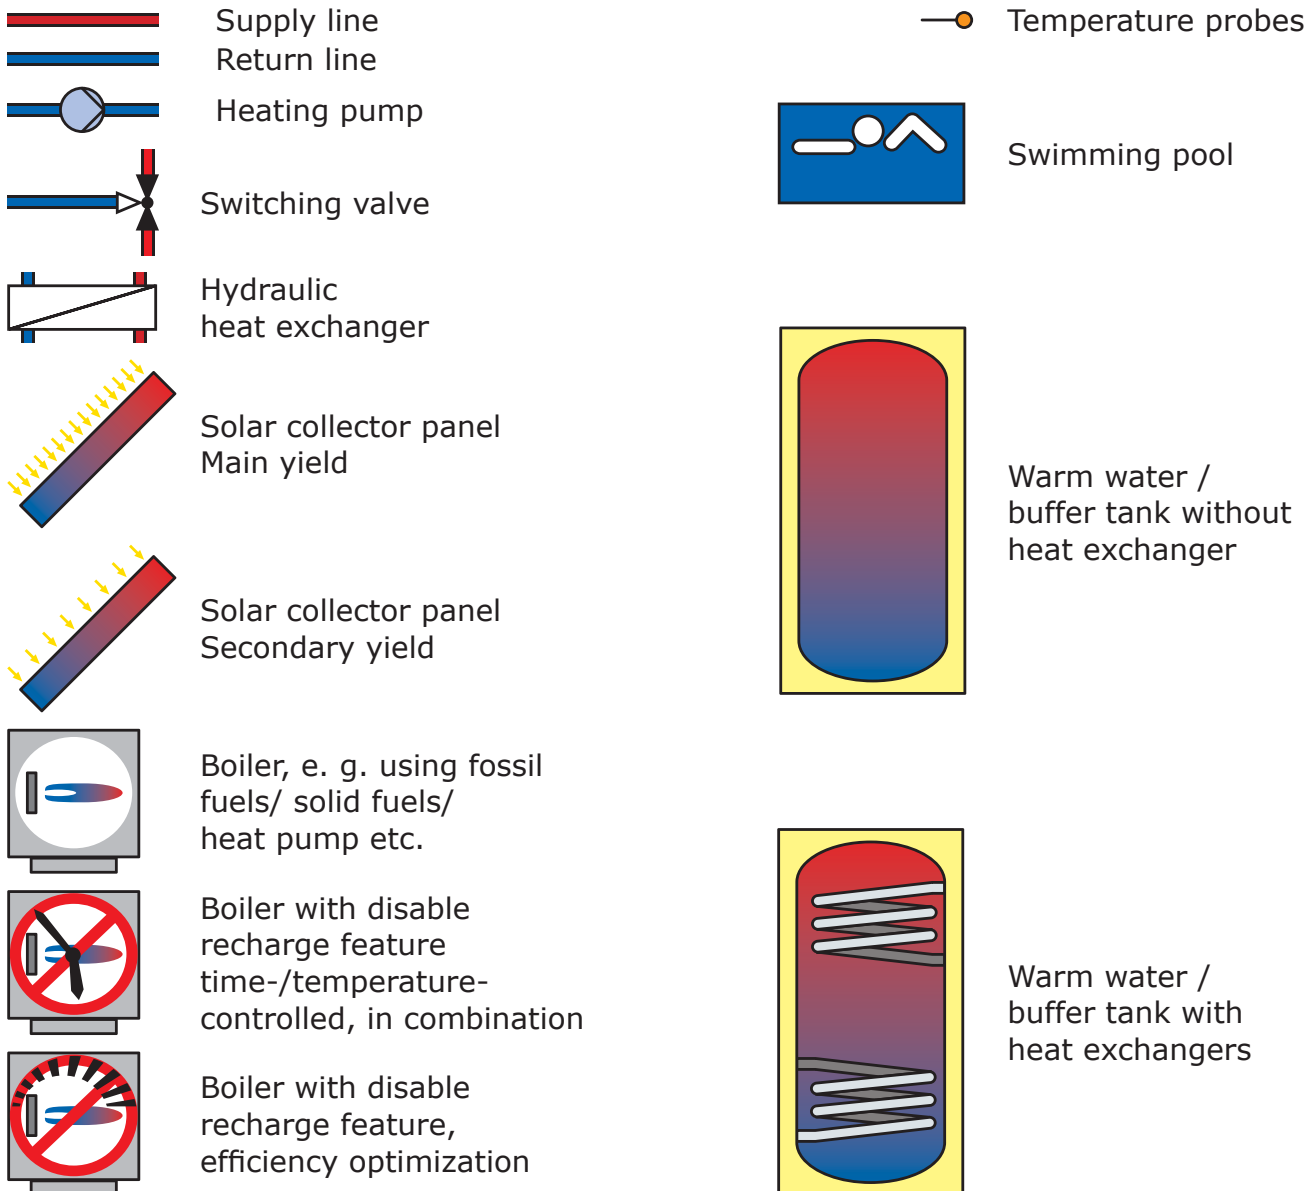 Supply line
Return line
Heating pump
Switching valve
Hydraulic
heat exchanger
Solar collector panel
Main yield
Solar collector panel
Secondary yield
Boiler, e. g. using fossil
fuels/ solid fuels/
heat pump etc.
Boiler with disable
recharge feature
time-/temperature-
controlled, in combination
Boiler with disable
recharge feature,
efficiency optimization
Temperature probes
Swimming pool
Warm water /
buffer tank without
heat exchanger
Warm water /
buffer tank with
heat exchangers